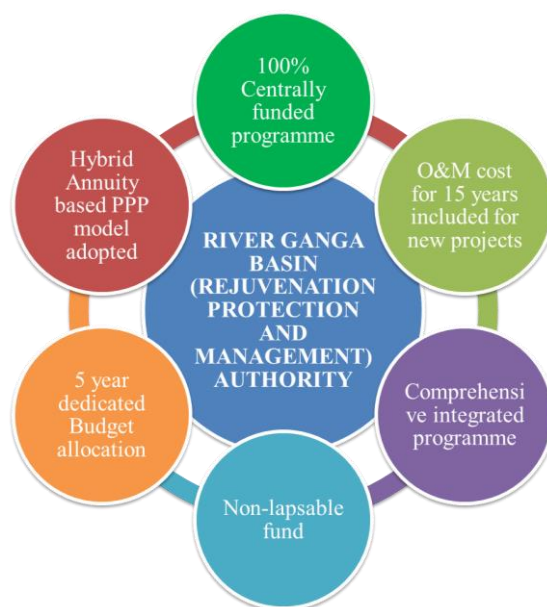 100%
Centrally
funded
programme
O&M cost
for 15 years
included for
new projects
Comprehensi
ve integrated
programme
Non-lapsable
fund
5 year
dedicated
Budget
allocation
Hybrid
Annuity
based PPP
model
adopted
RIVER GANGA
BASIN
(REJUVENATION
PROTECTION
AND
MANAGEMENT)
AUTHORITY